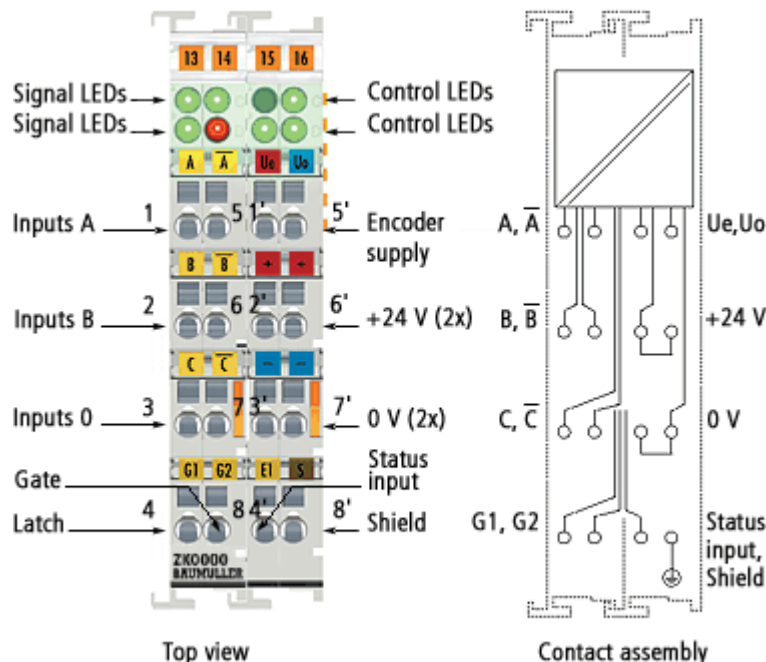 13 14 15 16
Signal LEDs
Control LEDs
Signal LEDs
Control LEDs
A A̅ Ue Uo
Inputs A
1 5 1' 5'
Encoder
supply
A, A̅
Ue,Uo
B B̅ + +
Inputs B
2 6 2' 6'
+24 V (2x)
B, B̅
+24 V
C C̅ − −
Inputs 0
3 7 3' 7'
0 V (2x)
C, C̅
0 V
G1 G2 E1 S
Gate
Status
input
Latch
4 8 4' 8'
Shield
G1, G2
Status
input,
Shield
ZK0000
BAUMULLER
Top view
Contact assembly